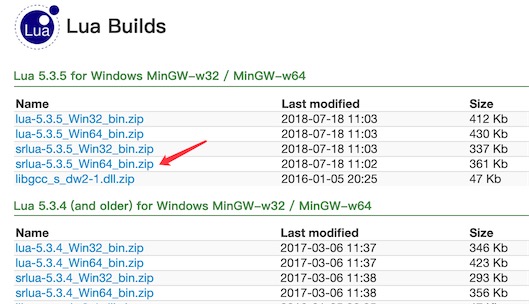 Lua
Lua Builds
Lua 5.3.5 for Windows MinGW-w32 / MinGW-w64
Name Last modified Size
lua-5.3.5_Win32_bin.zip 2018-07-18 11:03 412 Kb
lua-5.3.5_Win64_bin.zip 2018-07-18 11:03 430 Kb
srlua-5.3.5_Win32_bin.zip 2018-07-18 11:03 337 Kb
srlua-5.3.5_Win64_bin.zip 2018-07-18 11:02 361 Kb
libgcc_s_dw2-1.dll.zip 2016-01-05 20:25 47 Kb
Lua 5.3.4 (and older) for Windows MinGW-w32 / MinGW-w64
Name Last modified Size
lua-5.3.4_Win32_bin.zip 2017-03-06 11:37 346 Kb
lua-5.3.4_Win64_bin.zip 2017-03-06 11:37 423 Kb
srlua-5.3.4_Win32_bin.zip 2017-03-06 11:38 293 Kb
srlua-5.3.4_Win64_bin.zip 2017-03-06 11:38 356 Kb